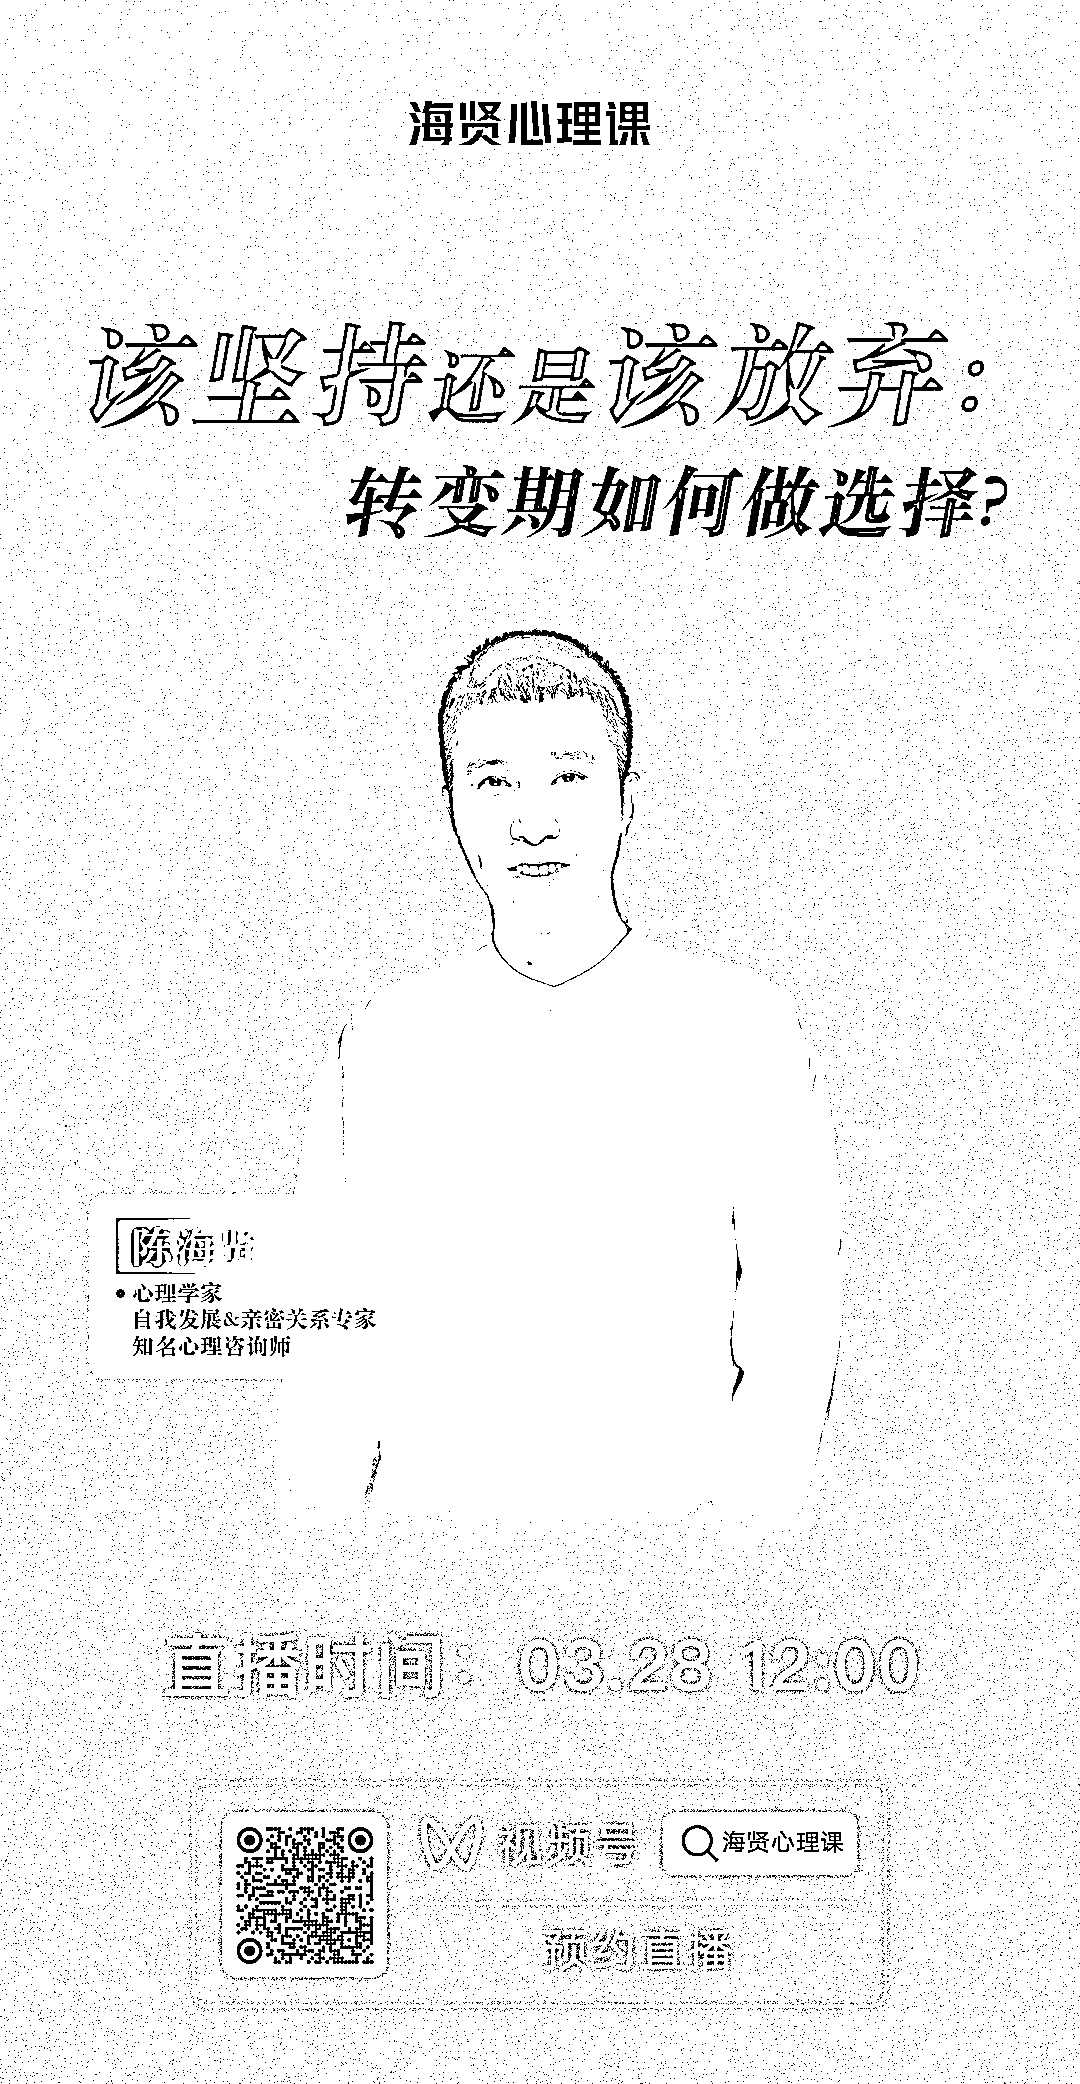 海贤心理课
该坚持还是该放弃：
转变期如何做选择?
陈海贤
心理学家
自我发展&亲密关系专家
知名心理咨询师
直播时间：03.28 12:00
视频号
海贤心理课
预约直播